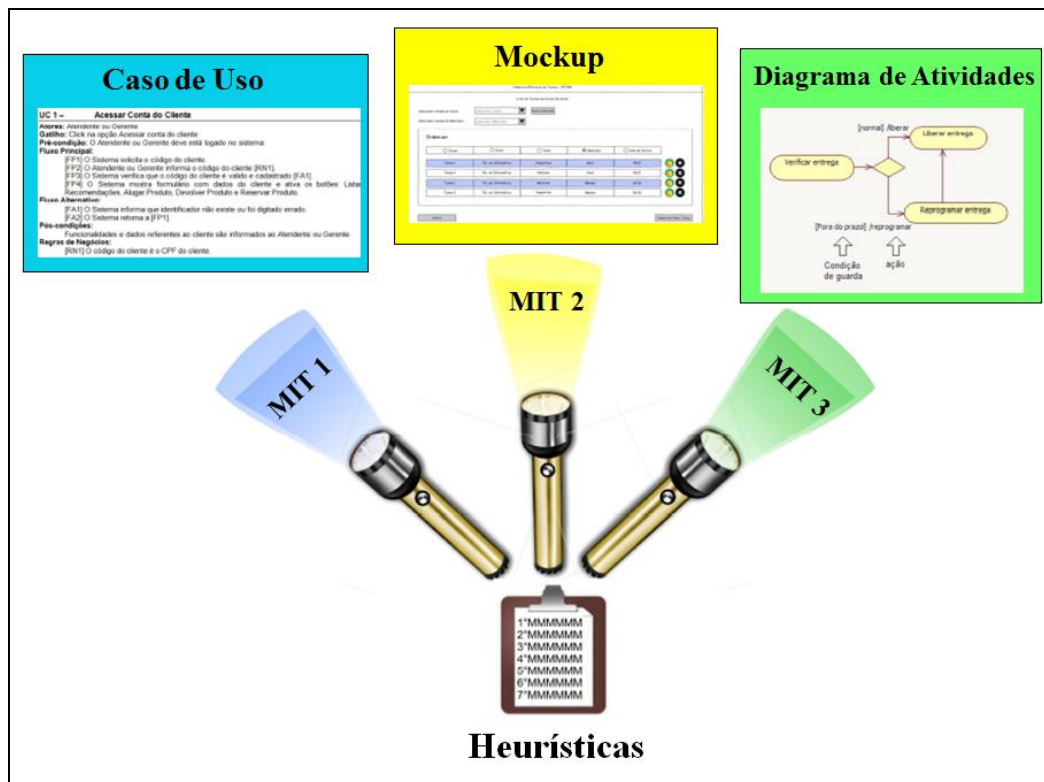 Caso de Uso
UC 1 – Acessar Conta do Cliente
Atores: Atendente ou Gerente
Gatilho: Click na opção Acessar conta do cliente
Pré-condição: O Atendente ou Gerente deve está logado no sistema.
Fluxo Principal:
[FP1] O Sistema solicita o código do cliente.
[FP2] O Atendente ou Gerente informa o código do cliente [RN1].
[FP3] O Sistema verifica que o código do cliente é válido e cadastrado [FA1].
[FP4] O Sistema mostra formulário com dados do cliente e ativa os botões: Listar
Recomendações, Alugar Produto, Devolver Produto e Reservar Produto.
Fluxo Alternativo:
[FA1] O Sistema informa que identificador não existe ou foi digitado errado.
[FA2] O Sistema retorna a [FP1].
Pós-condições:
Funcionalidades e dados referentes ao cliente são informados ao Atendente ou Gerente.
Regras de Negócios:
[RN1] O código do cliente é o CPF do cliente.
Mockup
Diagrama de Atividades
[normal] /liberar
Liberar entrega
Verificar entrega
Reprogramar entrega
[Fora do prazo] /reprogramar
Condição
de guarda
ação
MIT 1
MIT 2
MIT 3
1°MMMMMM
2°MMMMMM
3°MMMMMM
4°MMMMMM
5°MMMMMM
6°MMMMMM
7°MMMMMM
Heurísticas